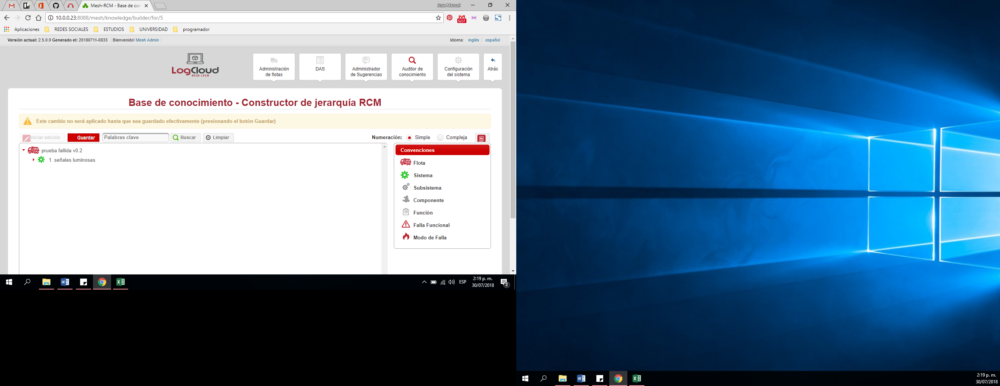 Mesh-RCM - Base de con
Jose Manuel
10.0.0.23:8088/mesh/knowledge/builder/for/5
5237
Aplicaciones REDES SOCIALES ESTUDIOS UNIVERSIDAD programador
Versión actual: 2.5.0.0 Generado el: 20180711-0833 Bienvenido! Mesh Admin
Idioma: inglés español
LogCloud
MESH LRCM
Administración
de flotas
DAS
Administrador
de Sugerencias
Auditor de
conocimiento
Configuración
del sistema
Atrás
Base de conocimiento - Constructor de jerarquía RCM
Este cambio no será aplicado hasta que sea guardado efectivamente (presionando el botón Guardar)
Iniciar edición Guardar Palabras clave Buscar Limpiar
Numeración: Simple Compleja
prueba fallida v0.2
1. señales luminosas
Convenciones
Flota
Sistema
Subsistema
Componente
Función
Falla Funcional
Modo de Falla
ESP
2:19 p. m.
30/07/2018
2
2:19 p. m.
30/07/2018